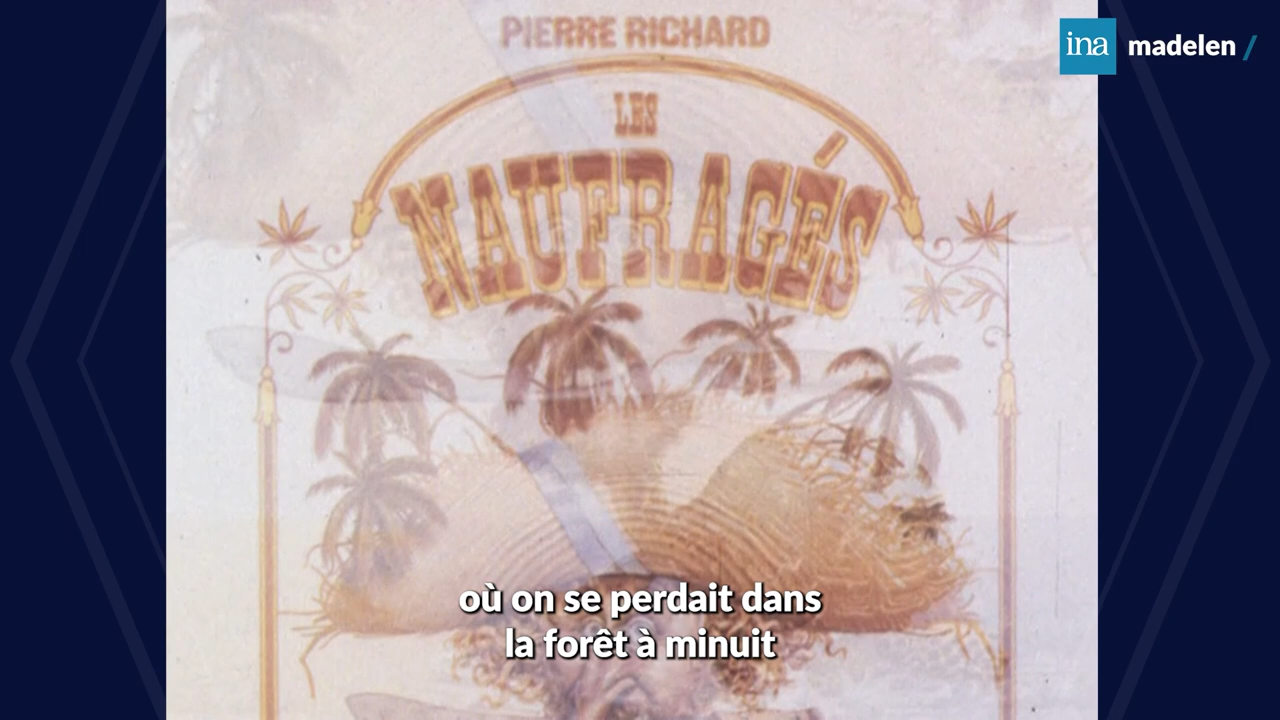 PIERRE RICHARD
ina madelen /
LES
NAUFRAGÉS
où on se perdait dans
la forêt à minuit